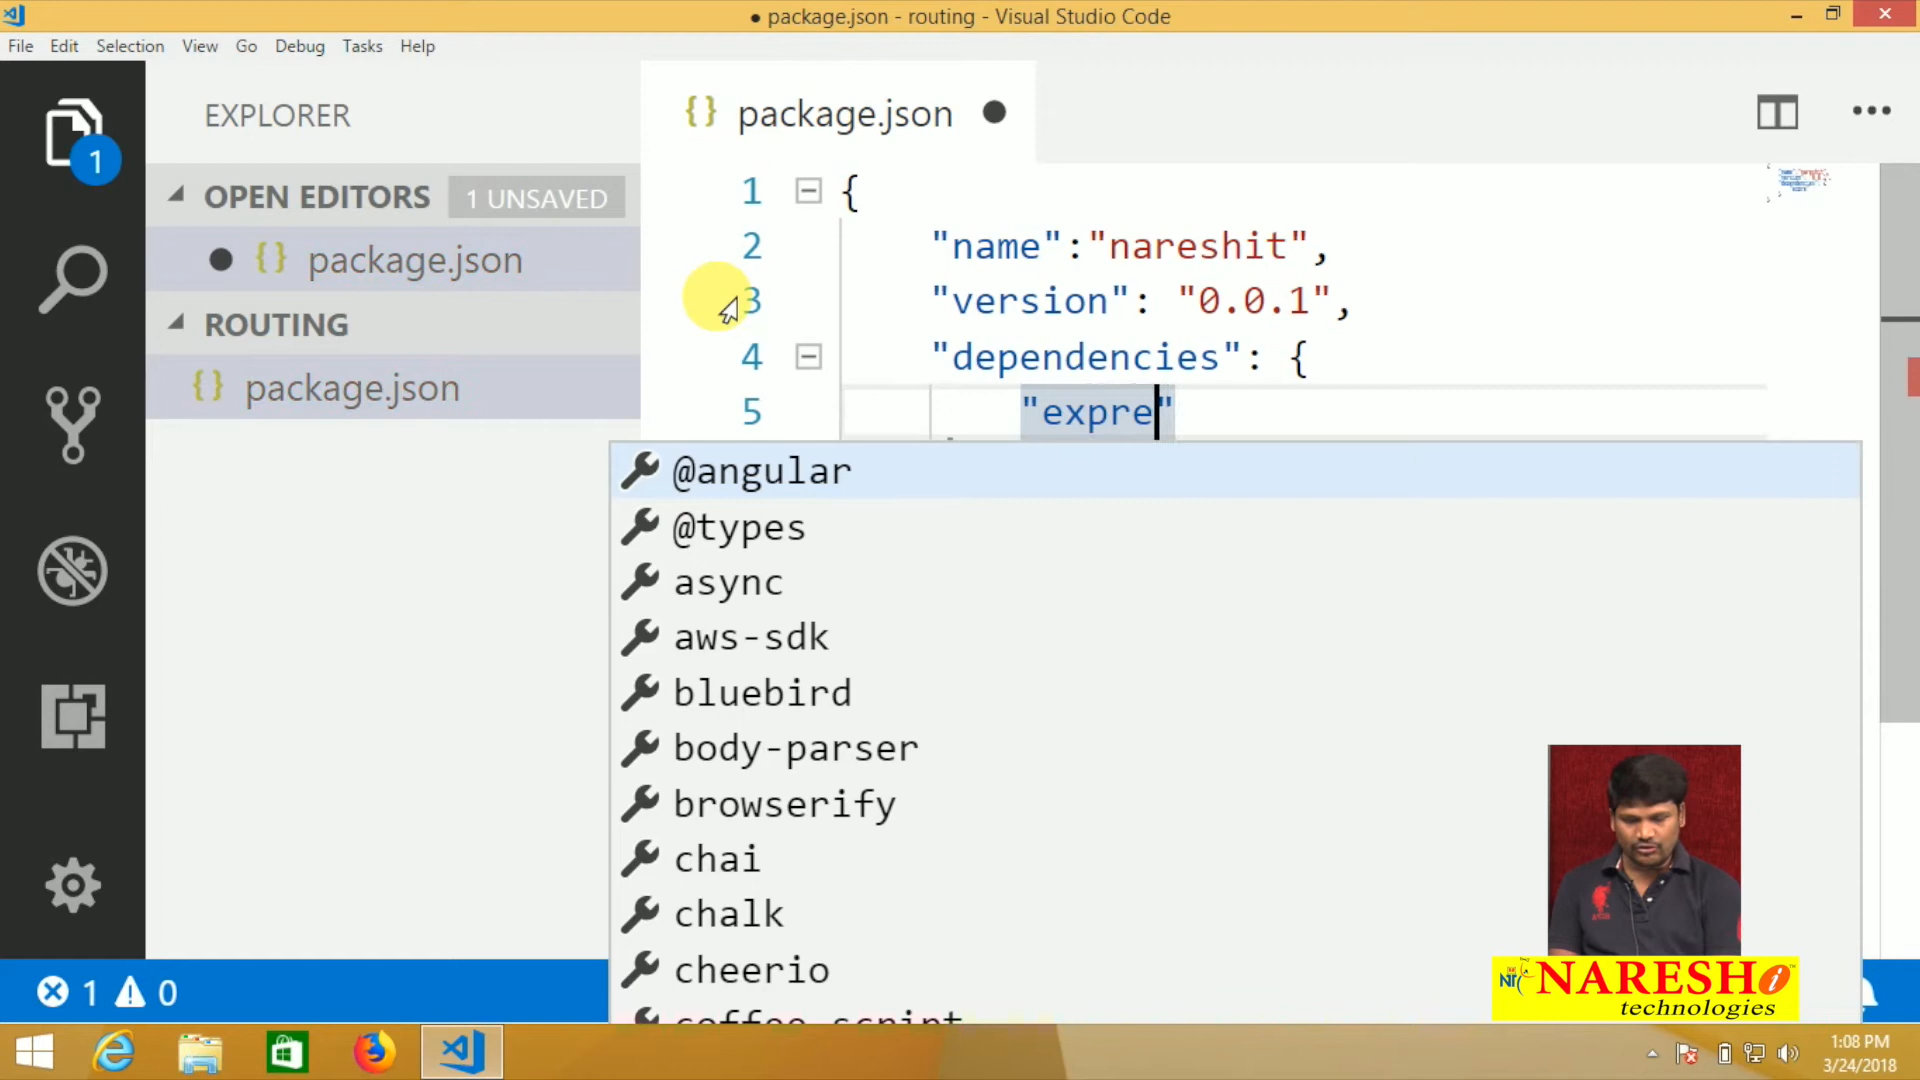 package.json - routing - Visual Studio Code
File Edit Selection View Go Debug Tasks Help
EXPLORER
1
OPEN EDITORS 1 UNSAVED
package.json
ROUTING
package.json
package.json
1 {
2 "name":"nareshit",
3 "version": "0.0.1",
4 "dependencies": {
5 "expre"
@angular
@types
async
aws-sdk
bluebird
body-parser
browserify
chai
chalk
cheerio
coffee-script
1 0
NARESH i
technologies
1:08 PM
3/24/2018